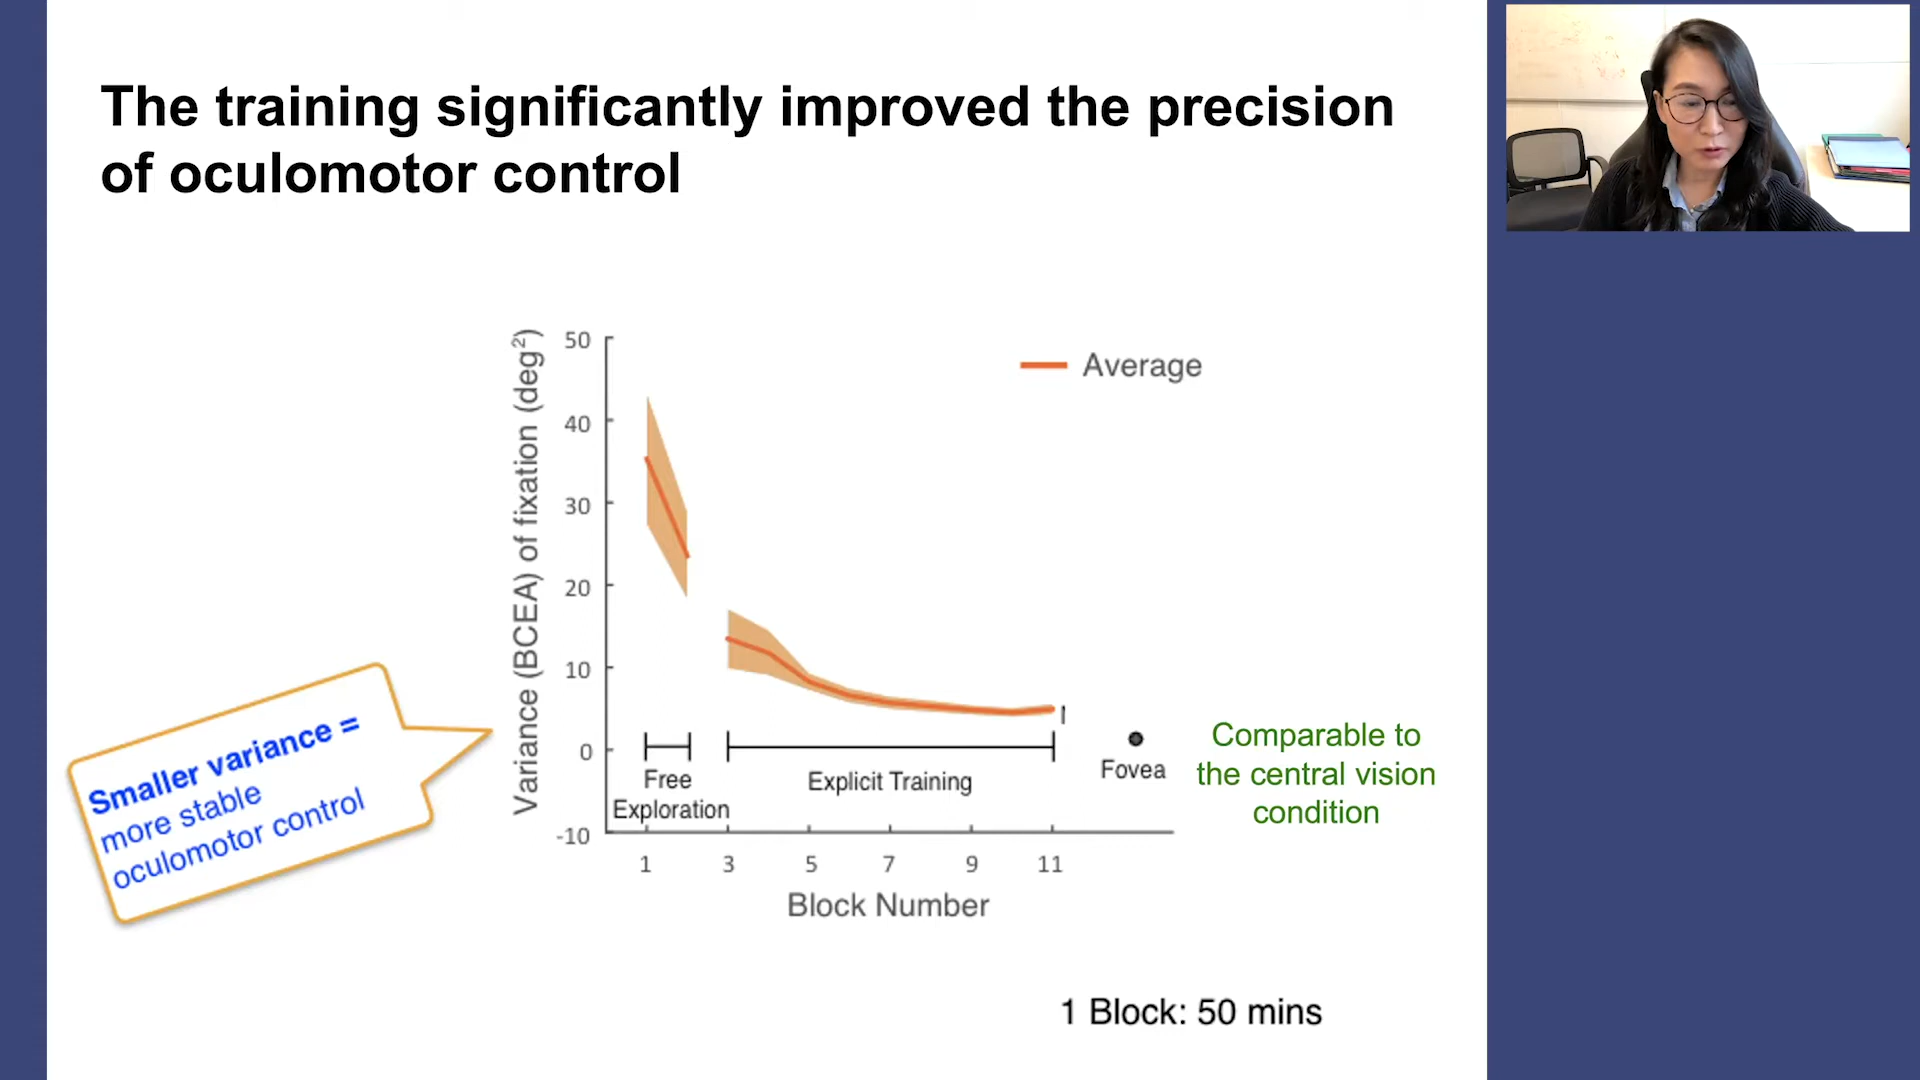 The training significantly improved the precision
of oculomotor control
Variance (BCEA) of fixation (deg²)
50
40
30
20
10
0
-10
Average
Smaller variance =
more stable
oculomotor control
Free
Exploration
Explicit Training
Fovea
Comparable to
the central vision
condition
1 3 5 7 9 11
Block Number
1 Block: 50 mins